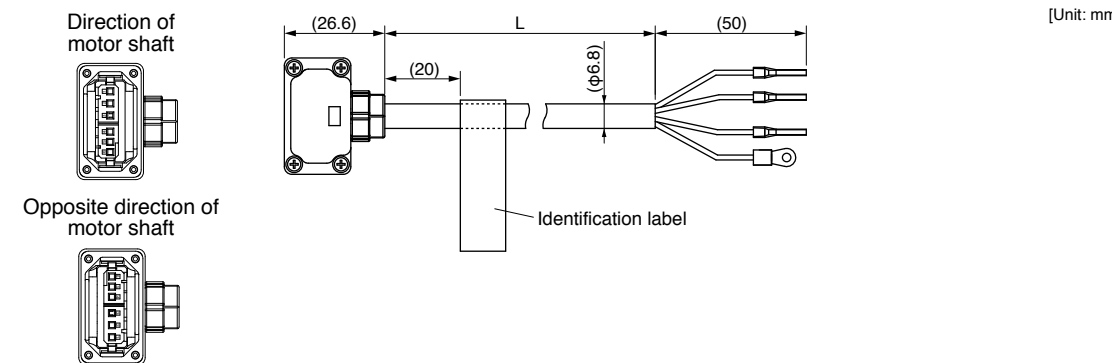 Direction of
motor shaft
(26.6)
L
(50)
[Unit: mm
(20)
(φ6.8)
Opposite direction of
motor shaft
Identification label